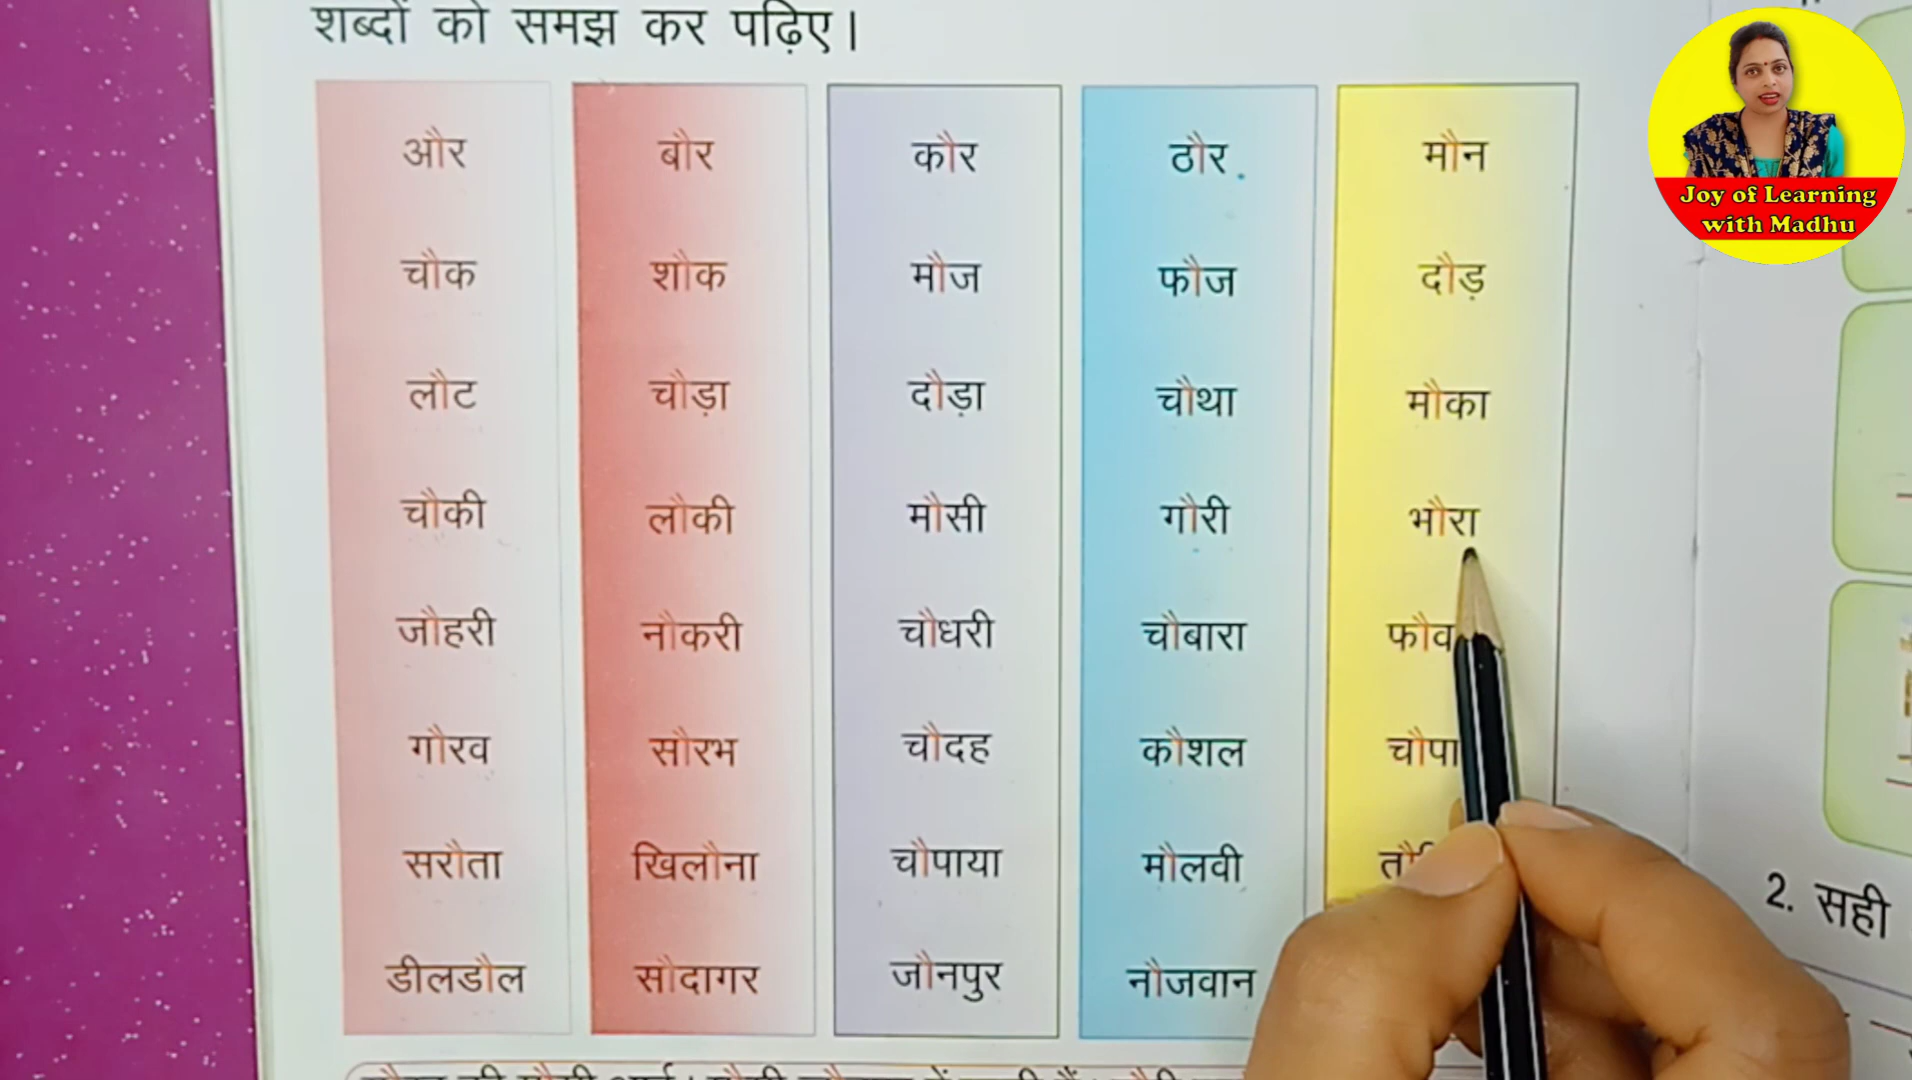 शब्दों को समझ कर पढ़िए।
और बौर कौर ठौर मौन
चौक शौक मौज फौज दौड़
लौट चौड़ा दौड़ा चौथा मौका
चौकी लौकी मौसी गौरी भौरा
जौहरी नौकरी चौधरी चौबारा
गौरव सौरभ चौदह कौशल
सरौता खिलौना चौपाया मौलवी
डीलडौल सौदागर जौनपुर नौजवान
Joy of Learning
with Madhu
2. सही